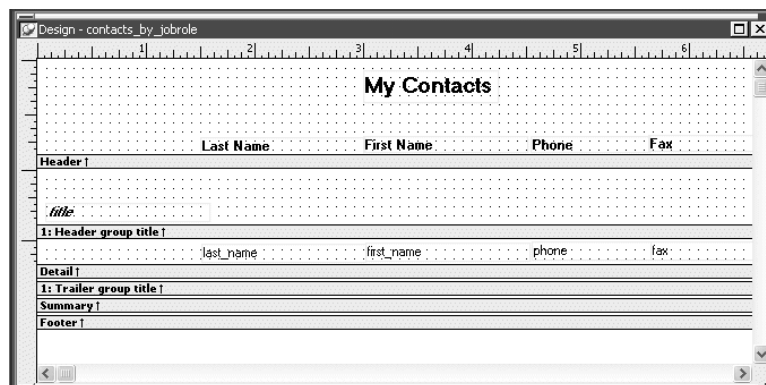 Design - contacts_by_jobrole
1 2 3 4 5 6
My Contacts
Last Name First Name Phone Fax
Header ↑
title
1: Header group title ↑
last_name first_name phone fax
Detail ↑
1: Trailer group title ↑
Summary ↑
Footer ↑